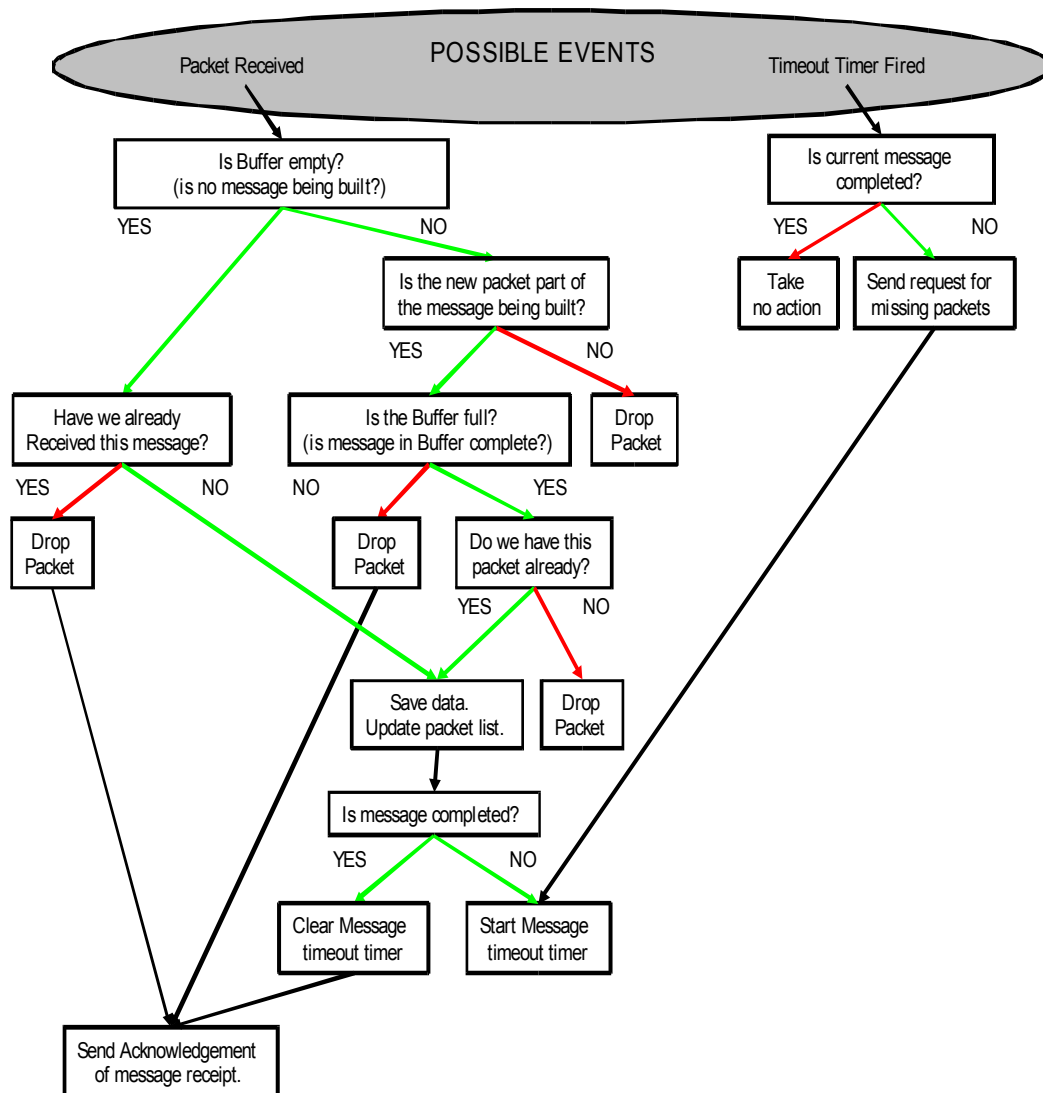 POSSIBLE EVENTS
Packet Received
Timeout Timer Fired
Is Buffer empty?
(is no message being built?)
Is current message
completed?
YES
NO
YES
NO
Is the new packet part of
the message being built?
Take
no action
Send request for
missing packets
YES
NO
Have we already
Received this message?
Is the Buffer full?
(is message in Buffer complete?)
Drop
Packet
YES
NO
NO
YES
Drop
Packet
Drop
Packet
Do we have this
packet already?
YES
NO
Save data.
Update packet list.
Drop
Packet
Is message completed?
YES
NO
Clear Message
timeout timer
Start Message
timeout timer
Send Acknowledgement
of message receipt.